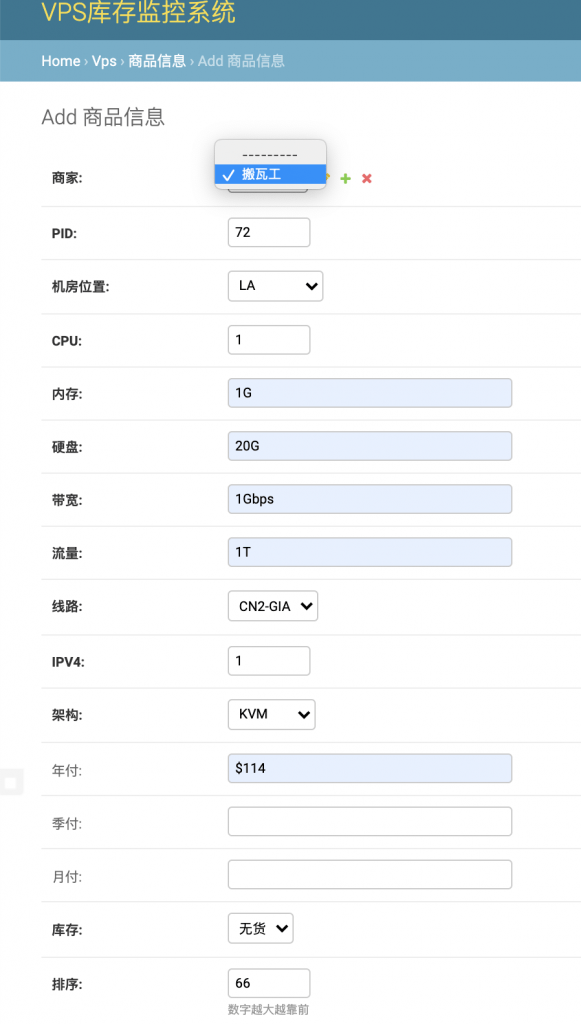 VPS库存监控系统
Home › Vps › 商品信息 › Add 商品信息
Add 商品信息
---------
商家: ✓ 搬瓦工
PID: 72
机房位置: LA
CPU: 1
内存: 1G
硬盘: 20G
带宽: 1Gbps
流量: 1T
线路: CN2-GIA
IPV4: 1
架构: KVM
年付: $114
季付:
月付:
库存: 无货
排序: 66
数字越大越靠前